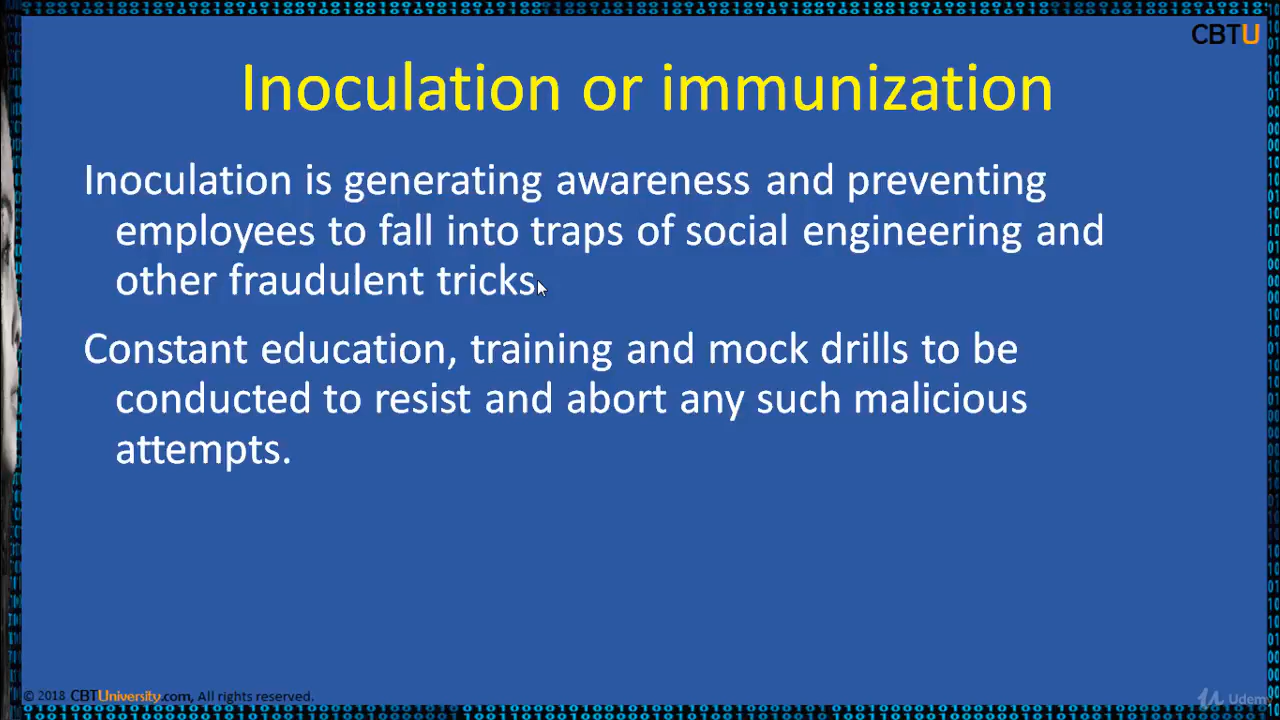 CBTU
Inoculation or immunization
Inoculation is generating awareness and preventing
employees to fall into traps of social engineering and
other fraudulent tricks.
Constant education, training and mock drills to be
conducted to resist and abort any such malicious
attempts.
© 2018 CBTUniversity.com, All rights reserved.
Udemy